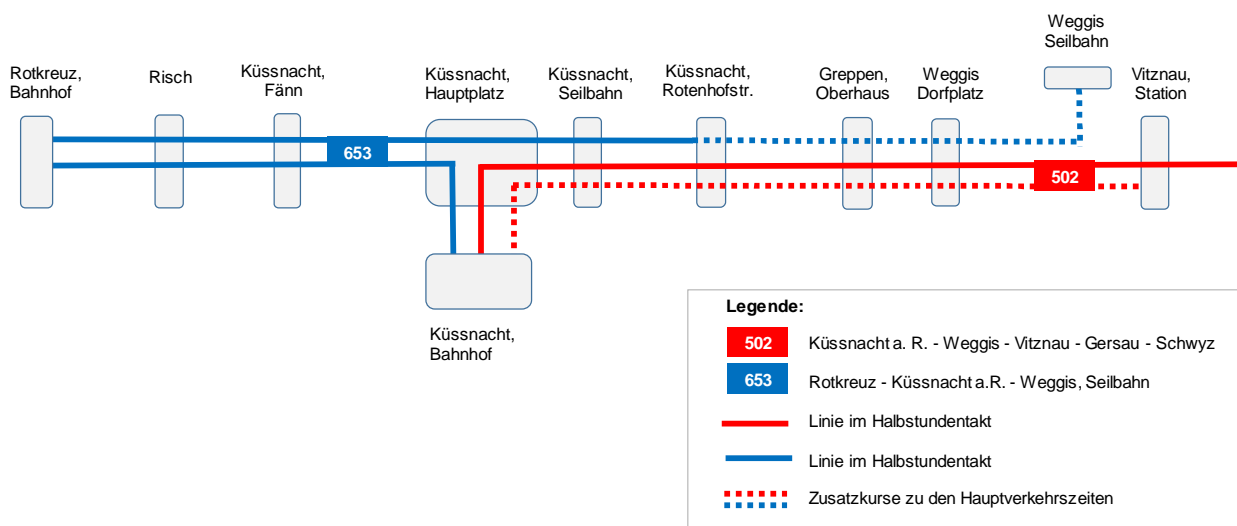 Weggis
Seilbahn
Rotkreuz,
Bahnhof
Risch
Küssnacht,
Fänn
Küssnacht,
Hauptplatz
Küssnacht,
Seilbahn
Küssnacht,
Rotenhofstr.
Greppen,
Oberhaus
Weggis
Dorfplatz
Vitznau,
Station
653
502
Küssnacht,
Bahnhof
Legende:
502 Küssnacht a. R. - Weggis - Vitznau - Gersau - Schwyz
653 Rotkreuz - Küssnacht a.R. - Weggis, Seilbahn
Linie im Halbstundentakt
Linie im Halbstundentakt
Zusatzkurse zu den Hauptverkehrszeiten